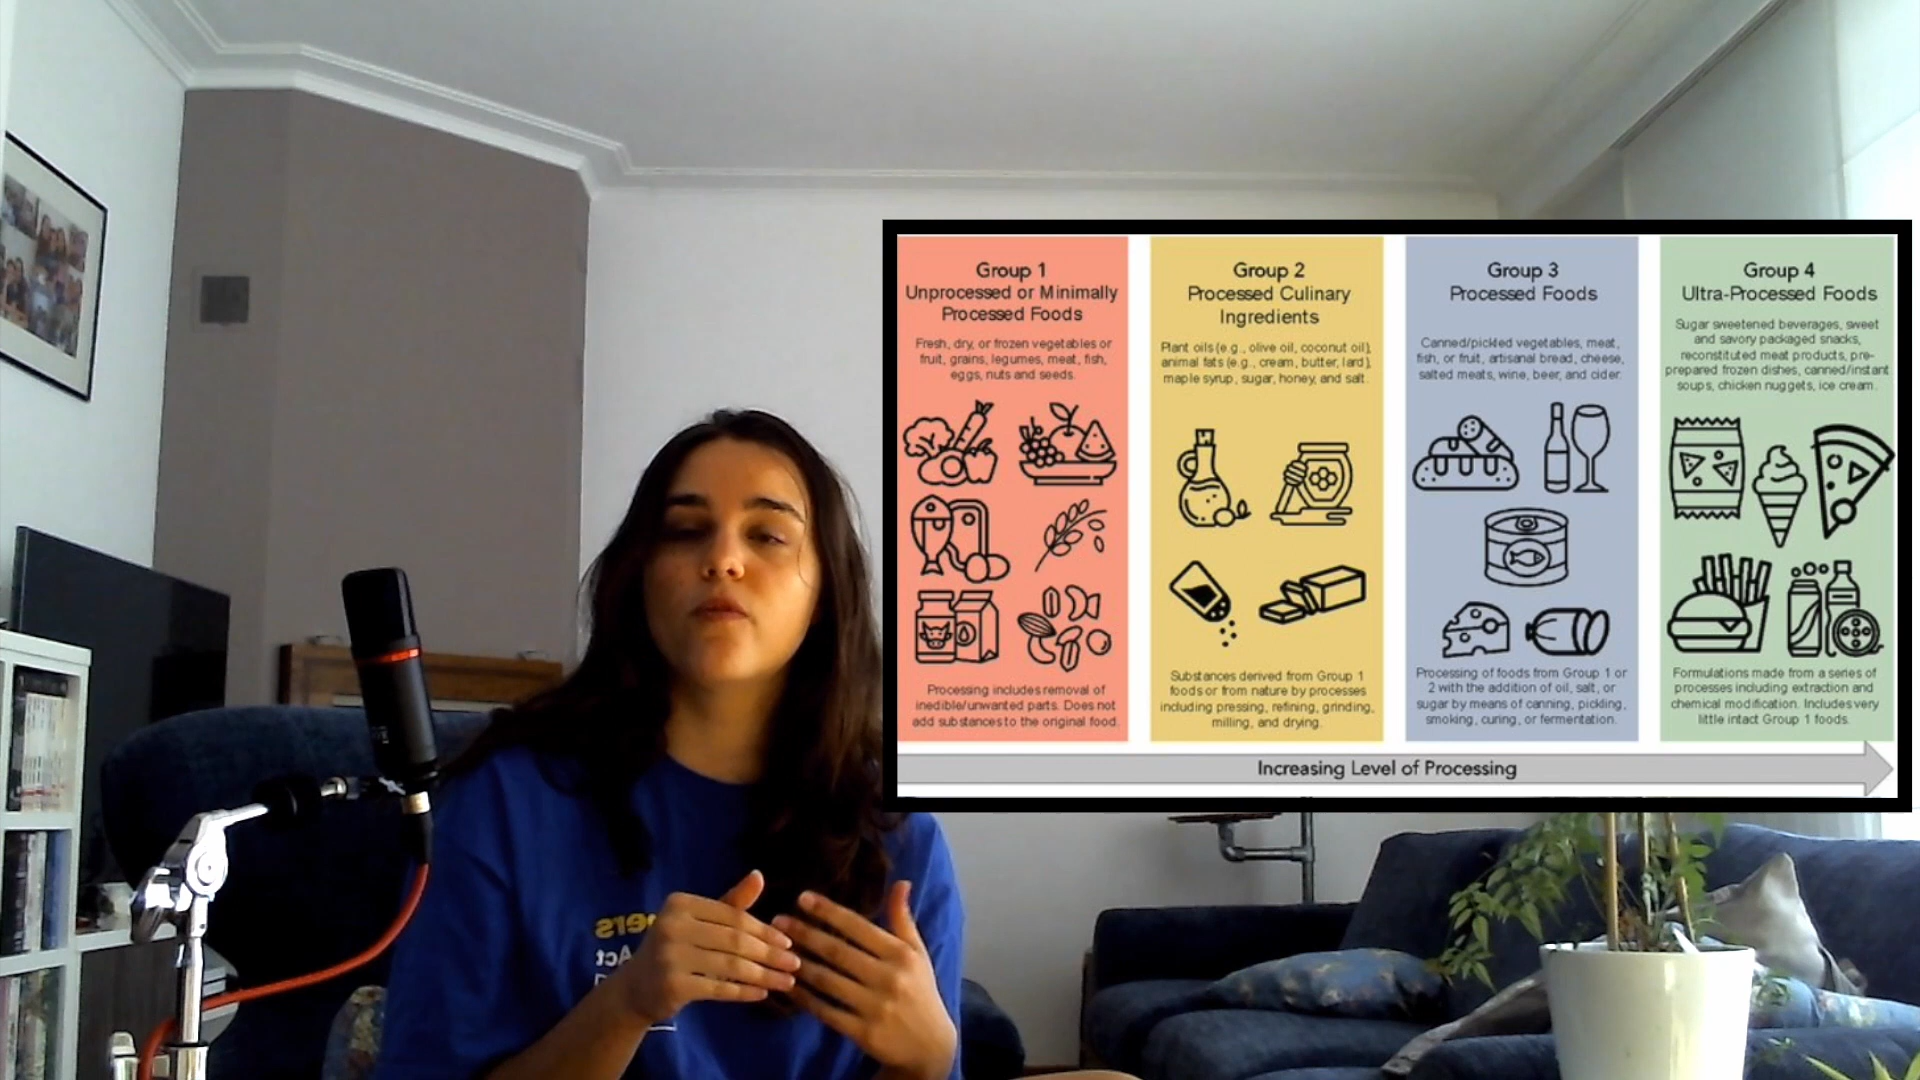 Group 1
Unprocessed or Minimally
Processed Foods
Fresh, dry, or frozen vegetables or
fruit, grains, legumes, meat, fish,
eggs, nuts and seeds.
Processing includes removal of
inedible/unwanted parts. Does not
add substances to the original food.
Group 2
Processed Culinary
Ingredients
Plant oils (e.g., olive oil, coconut oil),
animal fats (e.g., cream, butter, lard),
maple syrup, sugar, honey, and salt.
Substances derived from Group 1
foods or from nature by processes
including pressing, refining, grinding,
milling, and drying.
Group 3
Processed Foods
Canned/pickled vegetables, meat,
fish, or fruit, artisanal bread, cheese,
salted meats, wine, beer, and cider.
Processing of foods from Group 1 or
2 with the addition of oil, salt, or
sugar by means of canning, pickling,
smoking, curing, or fermentation.
Group 4
Ultra-Processed Foods
Sugar sweetened beverages, sweet
and savory packaged snacks,
reconstituted meat products, pre-
prepared frozen dishes, canned/instant
soups, chicken nuggets, ice cream.
Formulations made from a series of
processes including extraction and
chemical modification. Includes very
little intact Group 1 foods.
Increasing Level of Processing
ers
Act